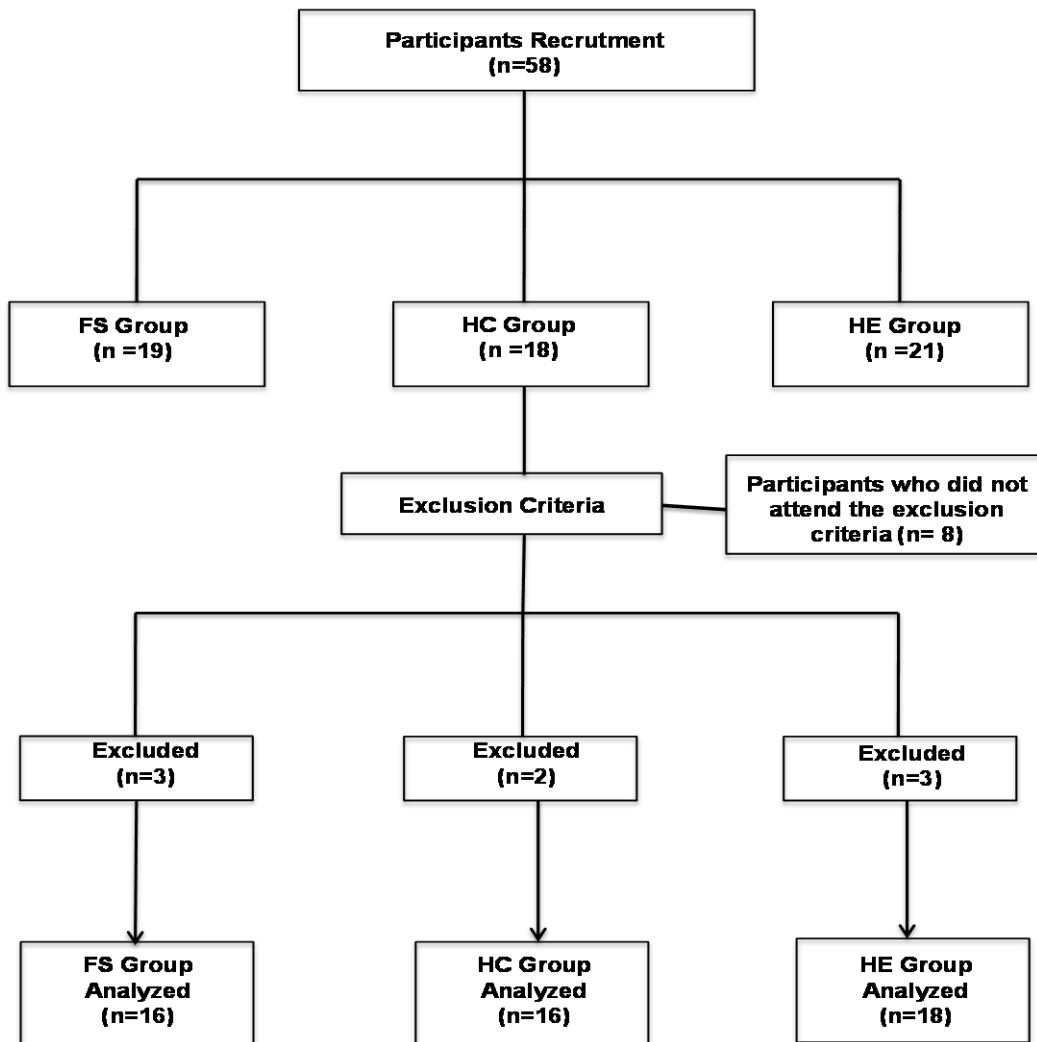 Participants Recrutment
(n=58)
FS Group
(n =19)
HC Group
(n =18)
HE Group
(n =21)
Exclusion Criteria
Participants who did not
attend the exclusion
criteria (n= 8)
Excluded
(n=3)
Excluded
(n=2)
Excluded
(n=3)
FS Group
Analyzed
(n=16)
HC Group
Analyzed
(n=16)
HE Group
Analyzed
(n=18)